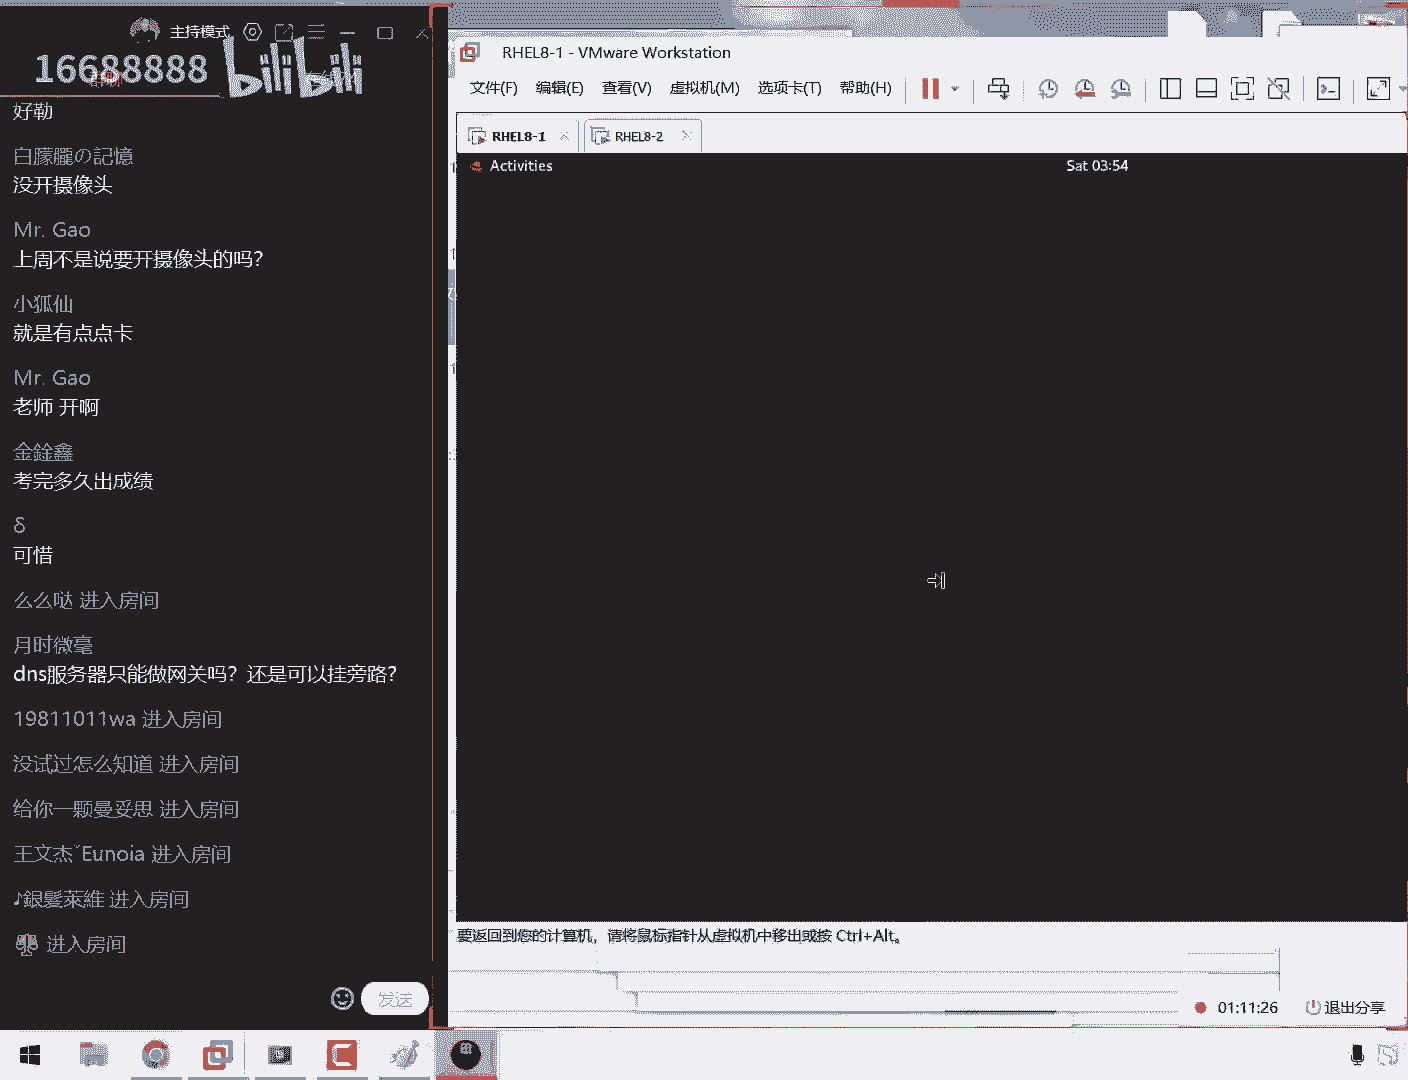 主持模式
16688888 bilibili
好勒
白朦朧の記憶
没开摄像头
Mr. Gao
上周不是说要开摄像头的吗?
小狐仙
就是有点点卡
Mr. Gao
老师 开啊
金銓鑫
考完多久出成绩
δ
可惜
么么哒 进入房间
月时微毫
dns服务器只能做网关吗? 还是可以挂旁路?
19811011wa 进入房间
没试过怎么知道 进入房间
给你一颗曼妥思 进入房间
王文杰`Eunoia 进入房间
♪銀髮萊維 进入房间
进入房间
发送
RHEL8-1 - VMware Workstation
文件(F) 编辑(E) 查看(V) 虚拟机(M) 选项卡(T) 帮助(H)
RHEL8-1 RHEL8-2
Activities Sat 03:54
要返回到您的计算机，请将鼠标指针从虚拟机中移出或按 Ctrl+Alt。
01:11:26 退出分享